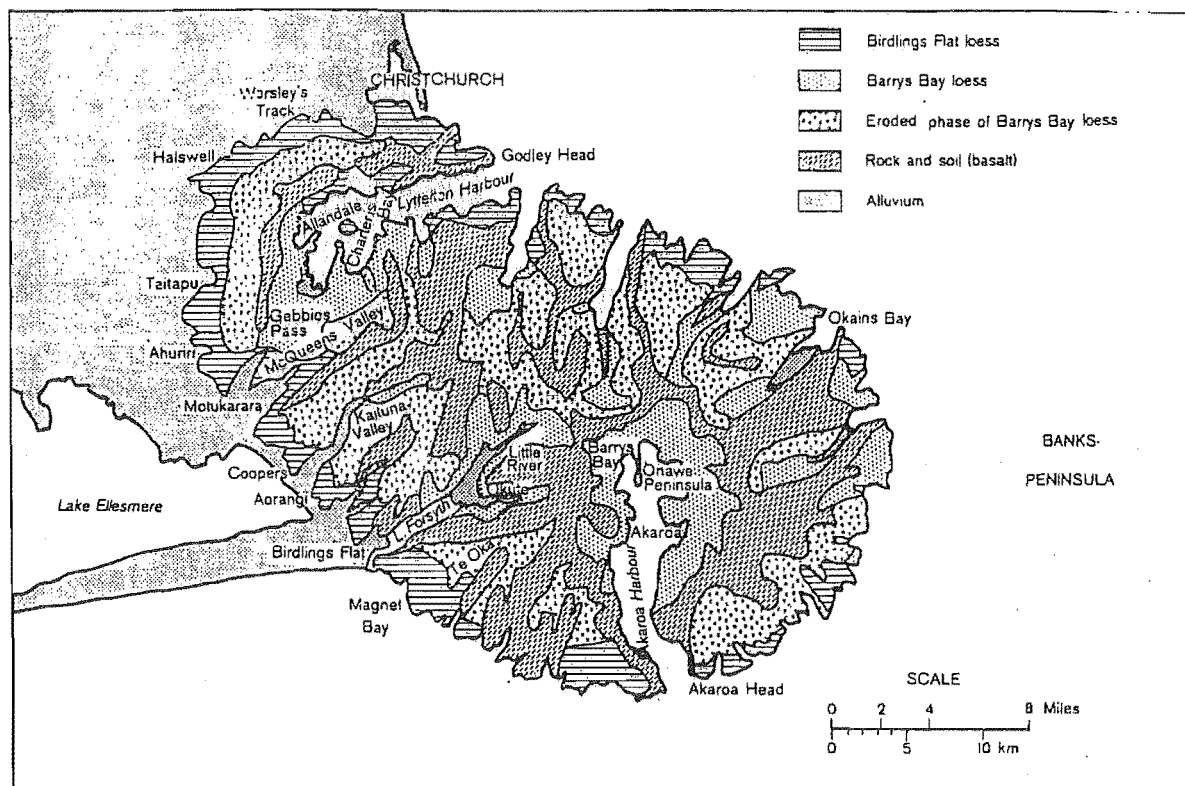 Birdlings Flat loess
Barrys Bay loess
Eroded phase of Barrys Bay loess
Rock and soil (basalt)
Alluvium
CHRISTCHURCH
Worsley's
Track
Halswell
Godley Head
Lyttelton Harbour
Allandale
Charteris Bay
Taitapu
Gebbies
Pass
McQueens Valley
Ahuriri
Motukarara
Okains Bay
Kaituna
Valley
Coopers
Aorangi
Little
River
Okute
Barrys
Bay
Onawe
Peninsula
BANKS-
PENINSULA
Lake Ellesmere
L. Forsyth
Akaroa
Birdlings Flat
Te Oka
Magnet
Bay
Akaroa Harbour
Akaroa Head
SCALE
0 2 4 8 Miles
0 5 10 km